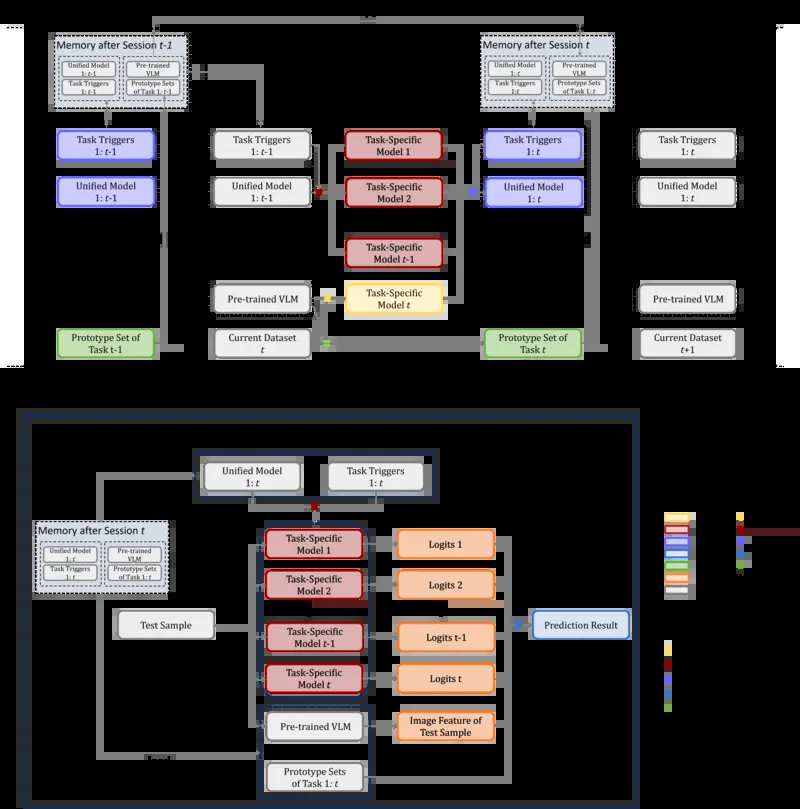 Memory after Session t-1
Unified Model
1: t-1
Pre-trained
VLM
Task Triggers
1: t-1
Prototype Sets
of Task 1: t-1
Memory after Session t
Unified Model
1: t
Pre-trained
VLM
Task Triggers
1:t
Prototype Sets
of Task 1: t
Task Triggers
1: t-1
Task Triggers
1: t-1
Task-Specific
Model 1
Task Triggers
1: t
Task Triggers
1: t
Unified Model
1: t-1
Unified Model
1: t-1
Task-Specific
Model 2
Unified Model
1: t
Unified Model
1: t
Task-Specific
Model t-1
Pre-trained VLM
Task-Specific
Model t
Pre-trained VLM
Prototype Set of
Task t-1
Current Dataset
t
Prototype Set of
Task t
Current Dataset
t+1
Unified Model
1: t
Task Triggers
1: t
Memory after Session t
Unified Model
1: t
Pre-trained
VLM
Task Triggers
1: t
Prototype Sets
of Task 1: t
Task-Specific
Model 1
Logits 1
Task-Specific
Model 2
Logits 2
Test Sample
Task-Specific
Model t-1
Logits t-1
Prediction Result
Task-Specific
Model t
Logits t
Pre-trained VLM
Image Feature of
Test Sample
Prototype Sets
of Task 1: t